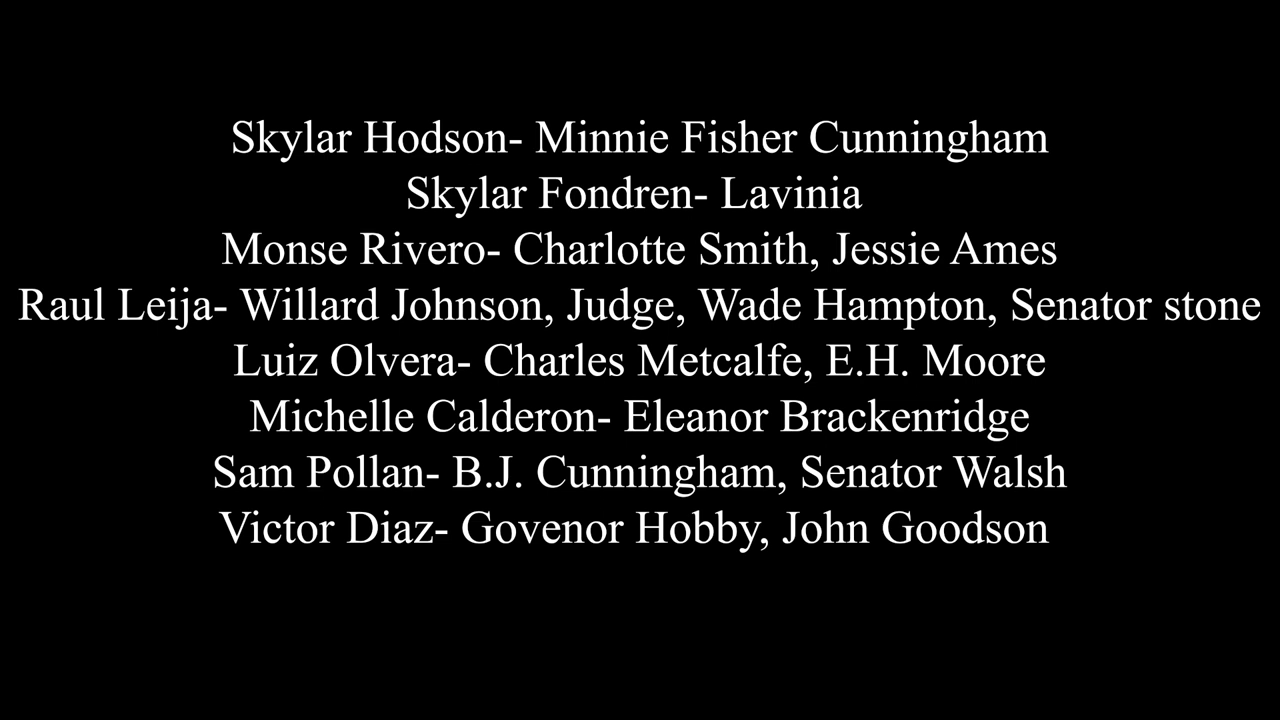 Skylar Hodson- Minnie Fisher Cunningham
Skylar Fondren- Lavinia
Monse Rivero- Charlotte Smith, Jessie Ames
Raul Leija- Willard Johnson, Judge, Wade Hampton, Senator stone
Luiz Olvera- Charles Metcalfe, E.H. Moore
Michelle Calderon- Eleanor Brackenridge
Sam Pollan- B.J. Cunningham, Senator Walsh
Victor Diaz- Govenor Hobby, John Goodson